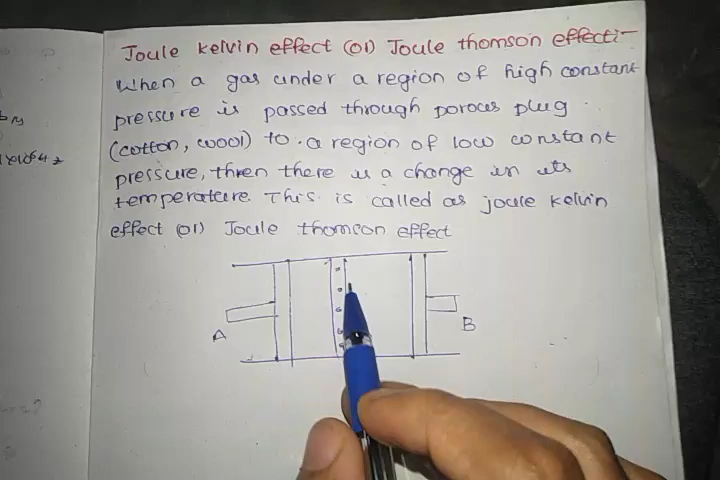 Joule kelvin effect (or) Joule thomson effect:-
When a gas under a region of high constant
pressure is passed through porous plug
(cotton, wool) to a region of low constant
pressure, then there is a change in its
temperature. This is called as joule kelvin
effect (or) Joule thomson effect
A
B